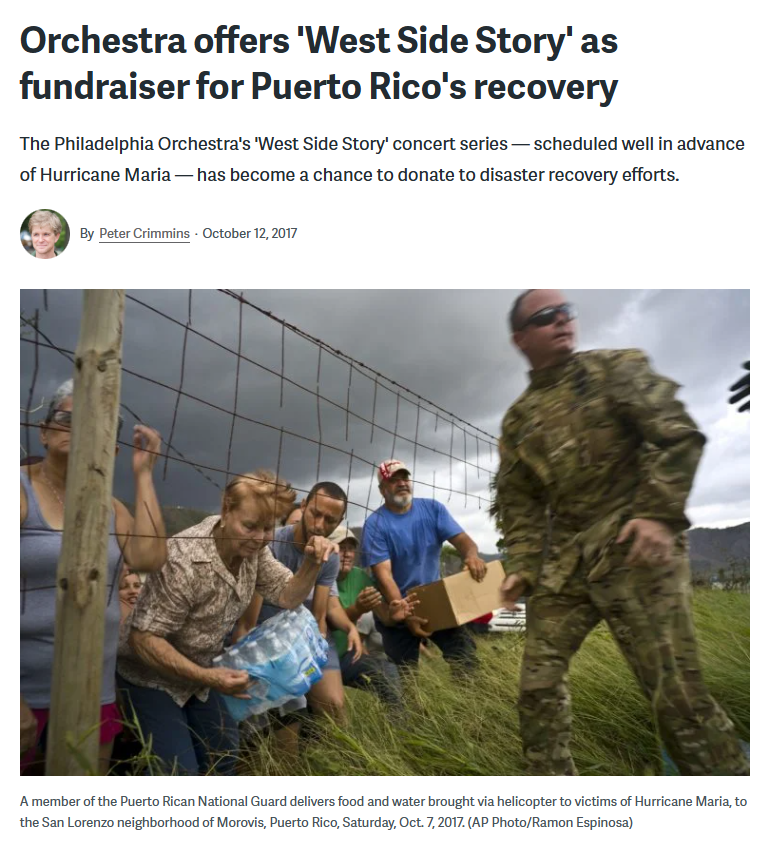 Orchestra offers 'West Side Story' as
fundraiser for Puerto Rico's recovery
The Philadelphia Orchestra's 'West Side Story' concert series — scheduled well in advance
of Hurricane Maria — has become a chance to donate to disaster recovery efforts.
By Peter Crimmins · October 12, 2017
A member of the Puerto Rican National Guard delivers food and water brought via helicopter to victims of Hurricane Maria, to
the San Lorenzo neighborhood of Morovis, Puerto Rico, Saturday, Oct. 7, 2017. (AP Photo/Ramon Espinosa)